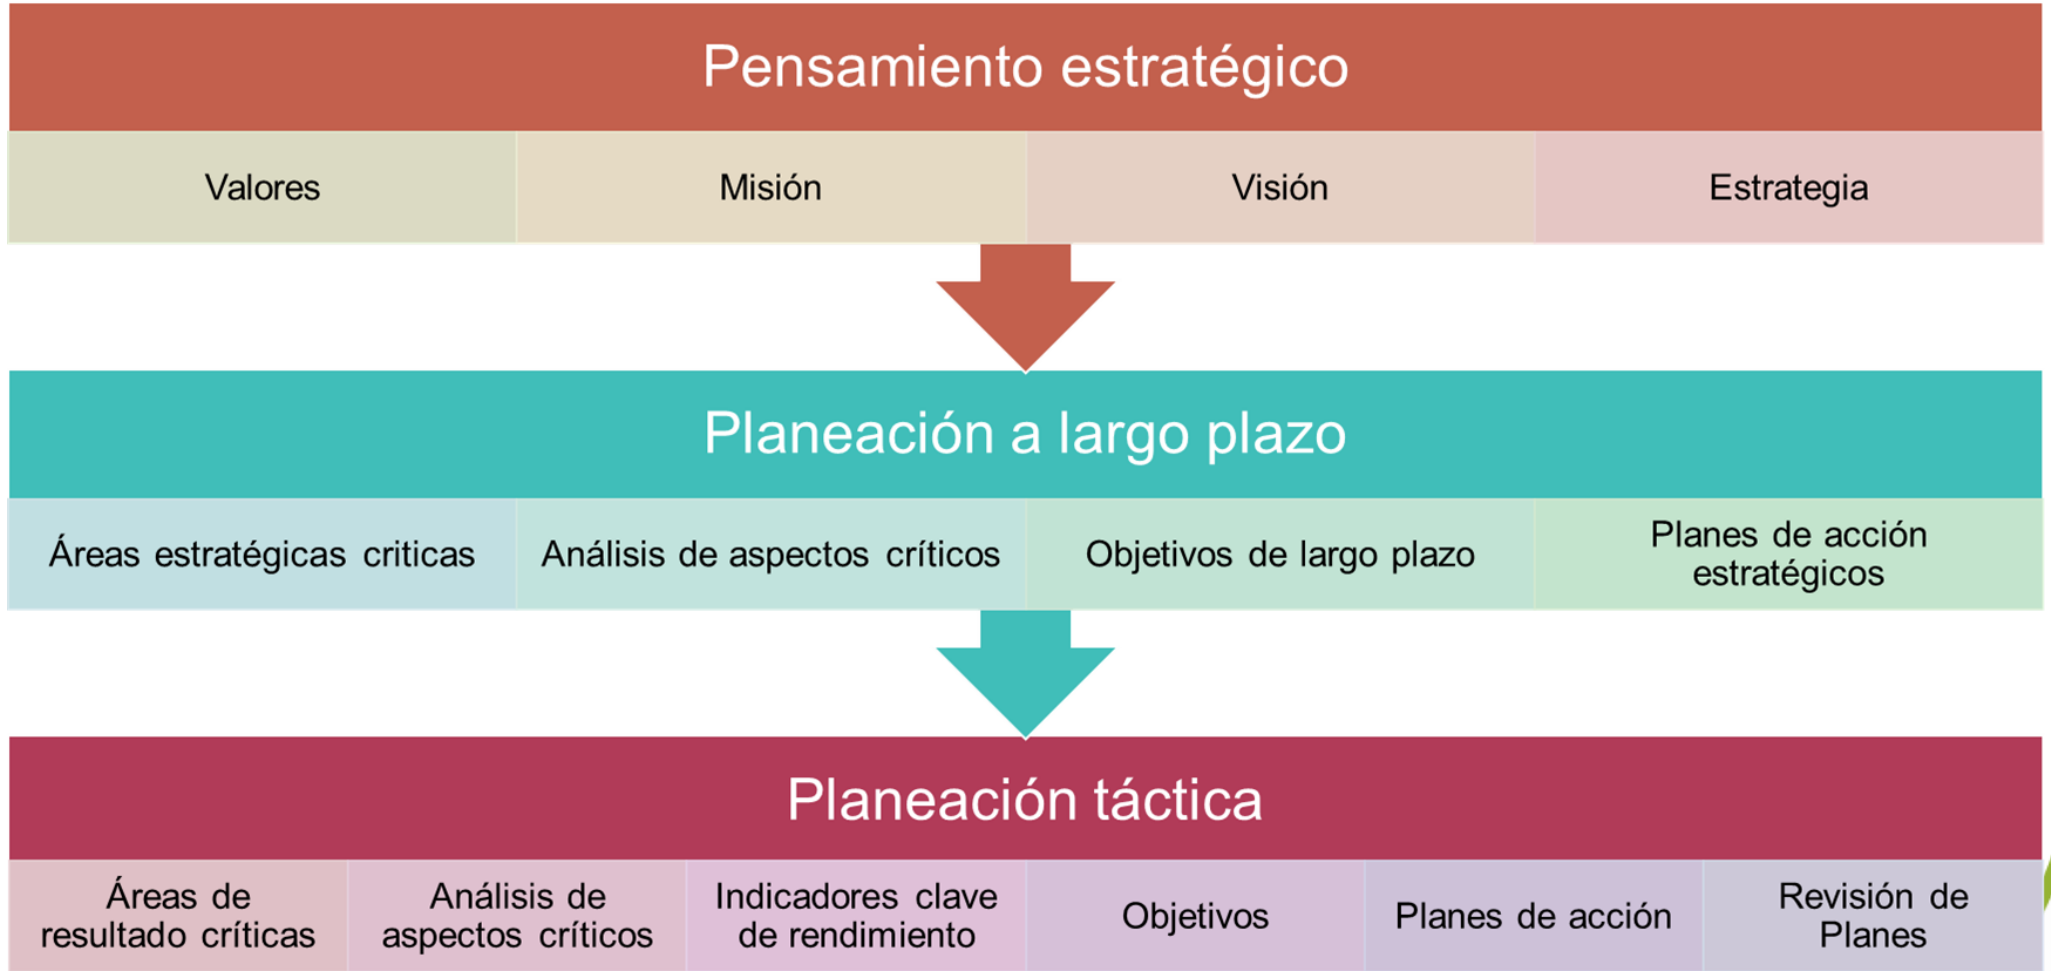 Pensamiento estratégico
Valores
Misión
Visión
Estrategia
Planeación a largo plazo
Áreas estratégicas criticas
Análisis de aspectos críticos
Objetivos de largo plazo
Planes de acción
estratégicos
Planeación táctica
Áreas de
resultado críticas
Análisis de
aspectos críticos
Indicadores clave
de rendimiento
Objetivos
Planes de acción
Revisión de
Planes